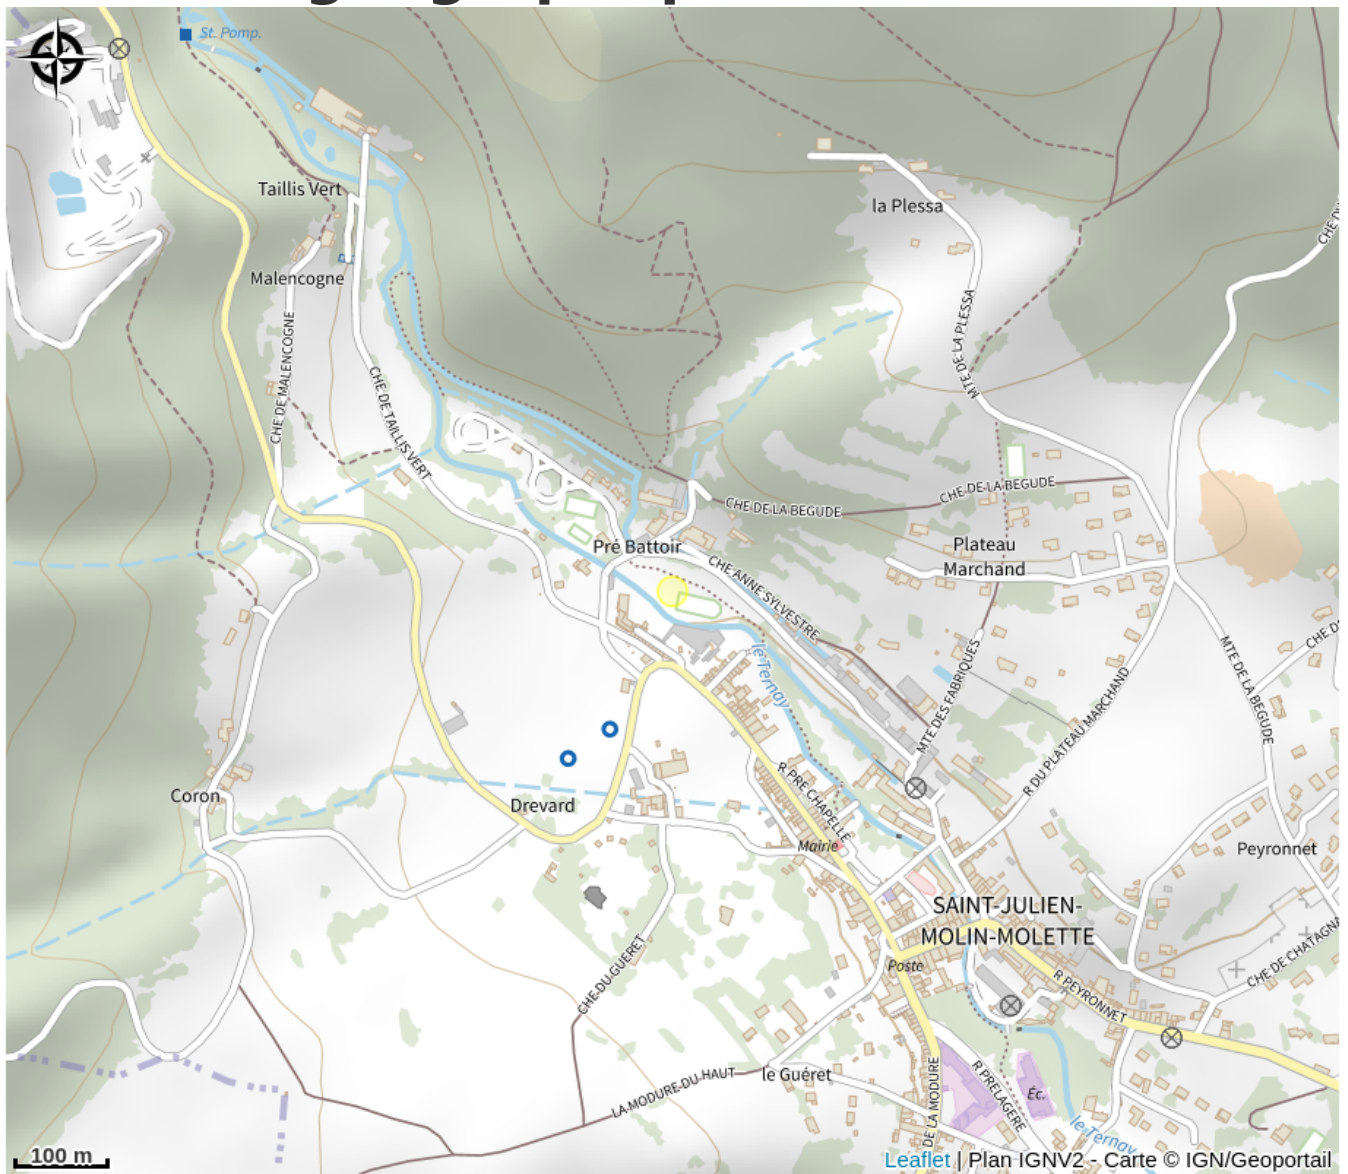 St. Pomp.
Taillis Vert
la Plessa
Malencogne
CHE DE MALENCOGNE
CHE DE TAILLIS VERT
MTE DE LA PLESSA
CHE DE LA BEGUDE
CHE DE LA BEGUDE
Pré Battoir
Plateau
Marchand
CHE ANNE SYLVESTRE
le Ternay
MTE DES FABRIQUES
R DU PLATEAU MARCHAND
MTE DE LA BEGUDE
Coron
Drevard
R PRE CHAPELLE
Mairie
Peyronnet
SAINT-JULIEN-
MOLIN-MOLETTE
Poste
CHE DU GUERET
R PEYRONNET
CHE DE CHATAGNA
le Guéret
LA MODURE DU HAUT
DE LA MODURE
R PRELAGERE
Éc.
le Ternay
100 m
Leaflet | Plan IGNV2 - Carte © IGN/Geoportail